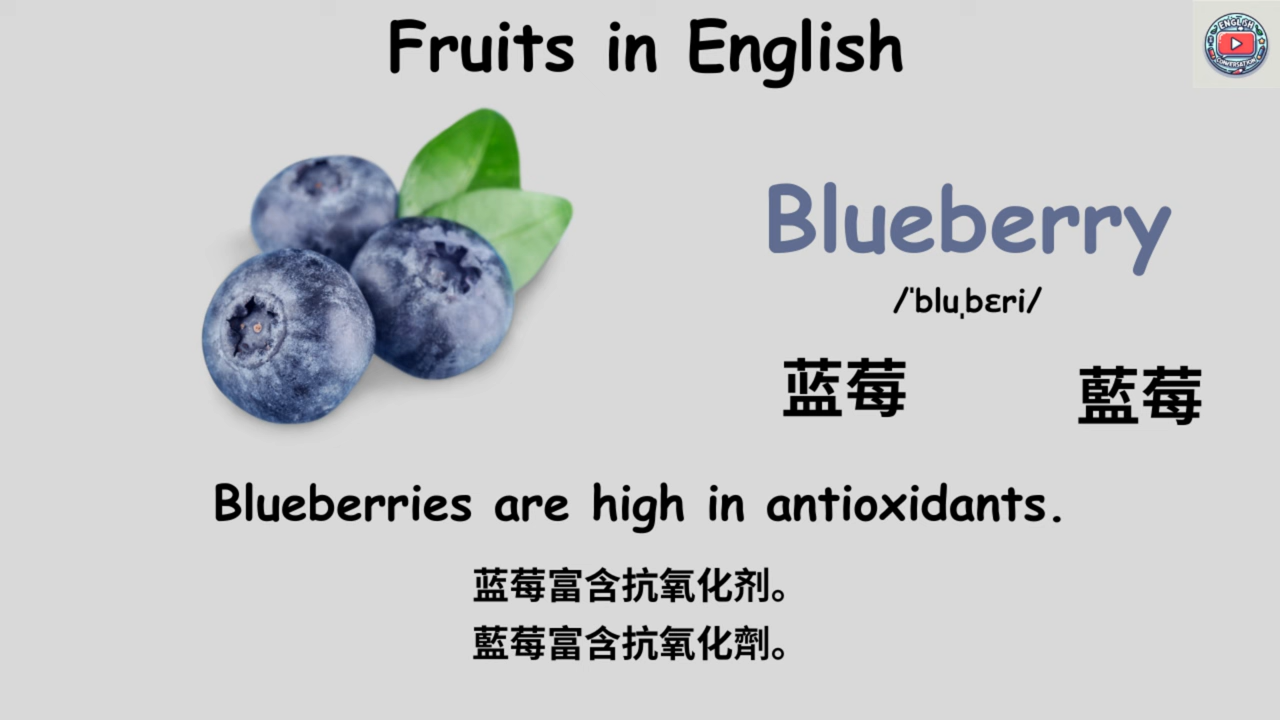 Fruits in English
ENGLISH
CONVERSATION
Blueberry
/ˈbluˌbɛri/
蓝莓 藍莓
Blueberries are high in antioxidants.
蓝莓富含抗氧化剂。
藍莓富含抗氧化劑。